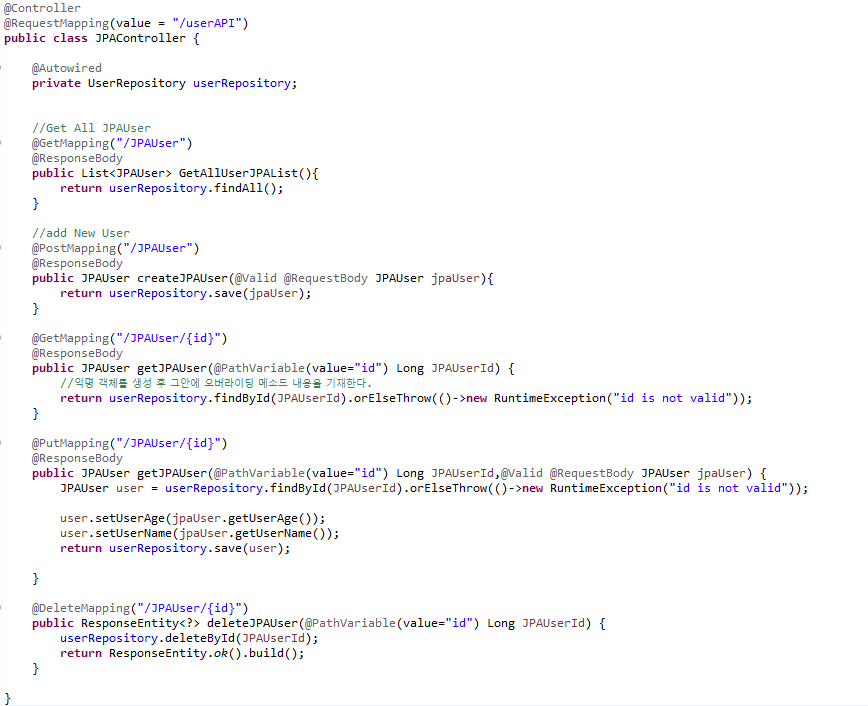 @Controller
@RequestMapping(value = "/userAPI")
public class JPAController {
@Autowired
private UserRepository userRepository;
//Get All JPAUser
@GetMapping("/JPAUser")
@ResponseBody
public List<JPAUser> GetAllUserJPAList(){
return userRepository.findAll();
}
//add New User
@PostMapping("/JPAUser")
@ResponseBody
public JPAUser createJPAUser(@Valid @RequestBody JPAUser jpaUser){
return userRepository.save(jpaUser);
}
@GetMapping("/JPAUser/{id}")
@ResponseBody
public JPAUser getJPAUser(@PathVariable(value="id") Long JPAUserId) {
//익명 객체를 생성 후 그안에 오버라이딩 메소드 내용을 기재한다.
return userRepository.findById(JPAUserId).orElseThrow(()->new RuntimeException("id is not valid"));
}
@PutMapping("/JPAUser/{id}")
@ResponseBody
public JPAUser getJPAUser(@PathVariable(value="id") Long JPAUserId,@Valid @RequestBody JPAUser jpaUser) {
JPAUser user = userRepository.findById(JPAUserId).orElseThrow(()->new RuntimeException("id is not valid"));
user.setUserAge(jpaUser.getUserAge());
user.setUserName(jpaUser.getUserName());
return userRepository.save(user);
}
@DeleteMapping("/JPAUser/{id}")
public ResponseEntity<?> deleteJPAUser(@PathVariable(value="id") Long JPAUserId) {
userRepository.deleteById(JPAUserId);
return ResponseEntity.ok().build();
}
}